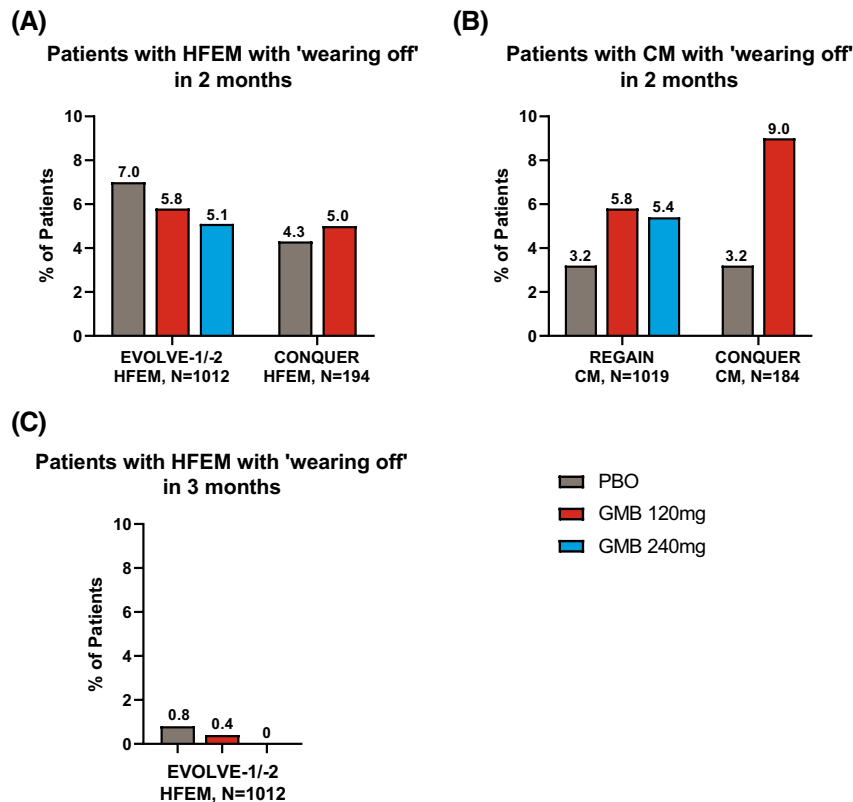 (A)
Patients with HFEM with 'wearing off'
in 2 months
% of Patients
10
8
6
4
2
0
7.0
5.8
5.1
4.3
5.0
EVOLVE-1/-2
HFEM, N=1012
CONQUER
HFEM, N=194
(B)
Patients with CM with 'wearing off'
in 2 months
% of Patients
10
8
6
4
2
0
3.2
5.8
5.4
3.2
9.0
REGAIN
CM, N=1019
CONQUER
CM, N=184
(C)
Patients with HFEM with 'wearing off'
in 3 months
% of Patients
10
8
6
4
2
0
0.8
0.4
0
EVOLVE-1/-2
HFEM, N=1012
PBO
GMB 120mg
GMB 240mg